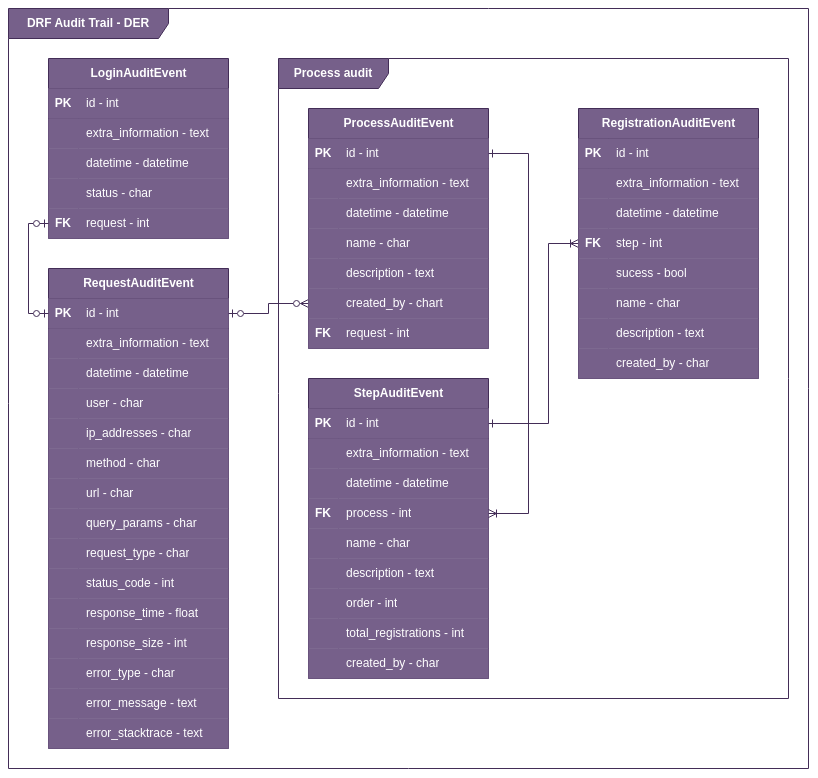 DRF Audit Trail - DER
LoginAuditEvent
PK id - int
extra_information - text
datetime - datetime
status - char
FK request - int
RequestAuditEvent
PK id - int
extra_information - text
datetime - datetime
user - char
ip_addresses - char
method - char
url - char
query_params - char
request_type - char
status_code - int
response_time - float
response_size - int
error_type - char
error_message - text
error_stacktrace - text
Process audit
ProcessAuditEvent
PK id - int
extra_information - text
datetime - datetime
name - char
description - text
created_by - chart
FK request - int
StepAuditEvent
PK id - int
extra_information - text
datetime - datetime
FK process - int
name - char
description - text
order - int
total_registrations - int
created_by - char
RegistrationAuditEvent
PK id - int
extra_information - text
datetime - datetime
FK step - int
sucess - bool
name - char
description - text
created_by - char